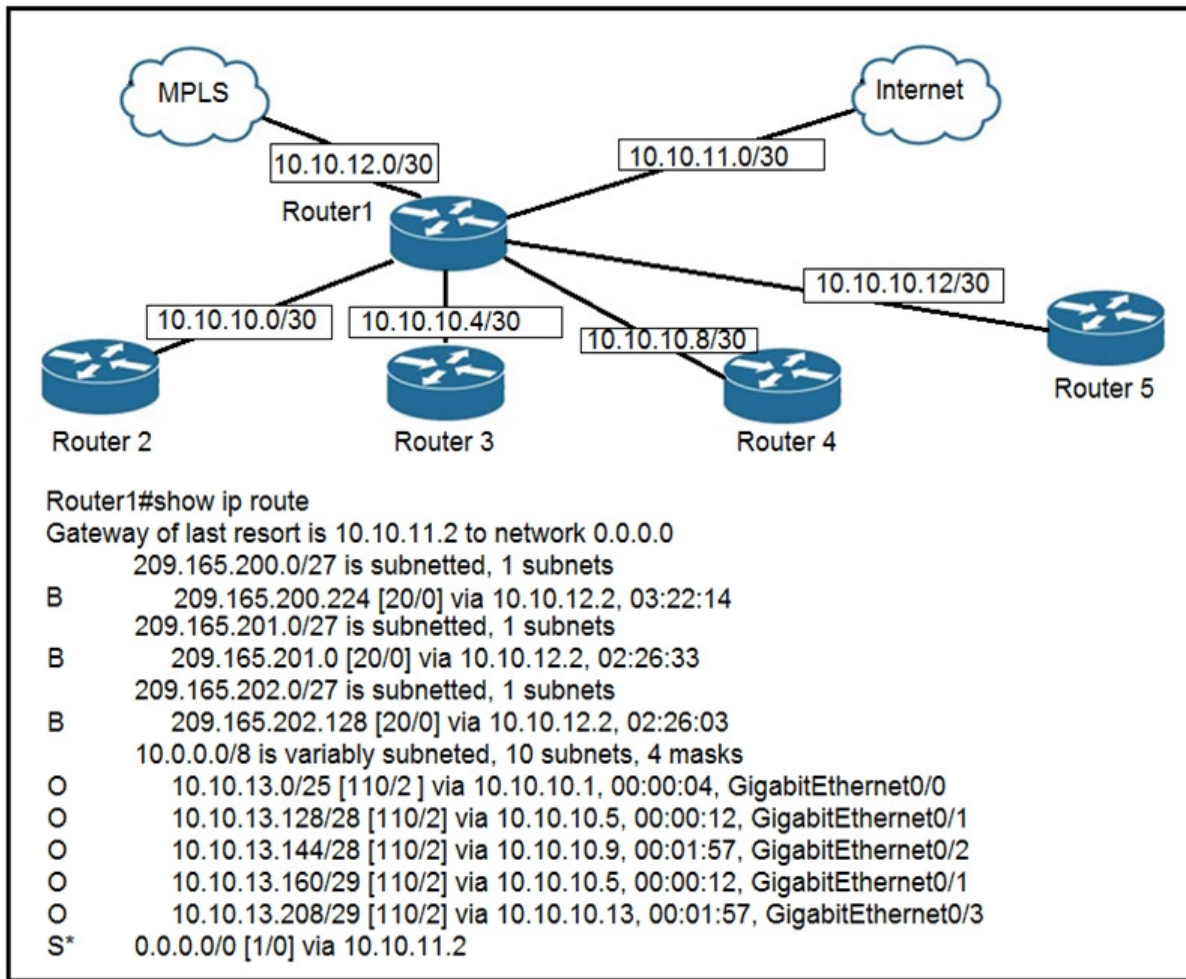 MPLS
Internet
10.10.12.0/30
10.10.11.0/30
Router1
10.10.10.12/30
10.10.10.0/30
10.10.10.4/30
10.10.10.8/30
Router 5
Router 2
Router 3
Router 4
Router1#show ip route
Gateway of last resort is 10.10.11.2 to network 0.0.0.0
209.165.200.0/27 is subnetted, 1 subnets
B 209.165.200.224 [20/0] via 10.10.12.2, 03:22:14
209.165.201.0/27 is subnetted, 1 subnets
B 209.165.201.0 [20/0] via 10.10.12.2, 02:26:33
209.165.202.0/27 is subnetted, 1 subnets
B 209.165.202.128 [20/0] via 10.10.12.2, 02:26:03
10.0.0.0/8 is variably subneted, 10 subnets, 4 masks
O 10.10.13.0/25 [110/2 ] via 10.10.10.1, 00:00:04, GigabitEthernet0/0
O 10.10.13.128/28 [110/2] via 10.10.10.5, 00:00:12, GigabitEthernet0/1
O 10.10.13.144/28 [110/2] via 10.10.10.9, 00:01:57, GigabitEthernet0/2
O 10.10.13.160/29 [110/2] via 10.10.10.5, 00:00:12, GigabitEthernet0/1
O 10.10.13.208/29 [110/2] via 10.10.10.13, 00:01:57, GigabitEthernet0/3
S* 0.0.0.0/0 [1/0] via 10.10.11.2